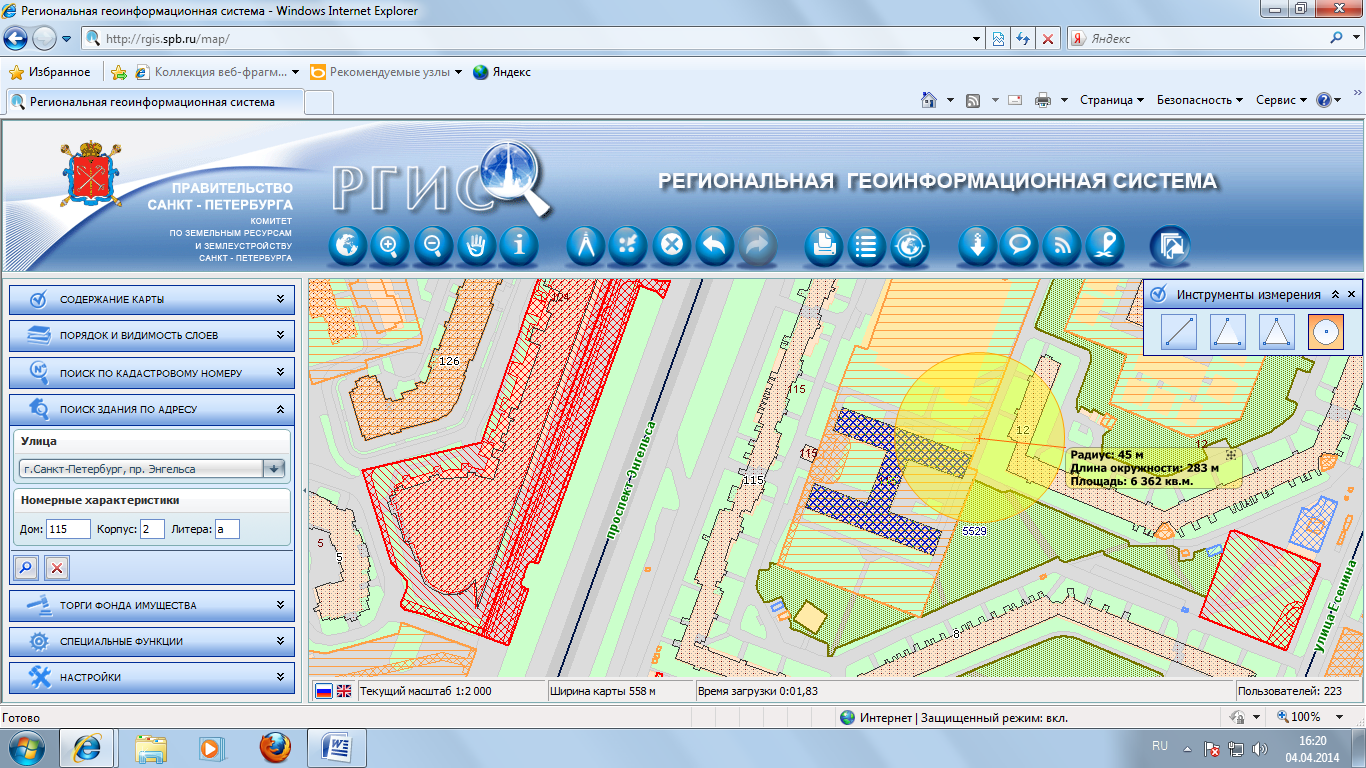 Региональная геоинформационная система - Windows Internet Explorer
http://rgis.spb.ru/map/
Яндекс
Избранное
Коллекция веб-фрагм...
Рекомендуемые узлы
Яндекс
Региональная геоинформационная система
Страница
Безопасность
Сервис
ПРАВИТЕЛЬСТВО
САНКТ - ПЕТЕРБУРГА
КОМИТЕТ
ПО ЗЕМЕЛЬНЫМ РЕСУРСАМ
И ЗЕМЛЕУСТРОЙСТВУ
САНКТ - ПЕТЕРБУРГА
РГИС
РЕГИОНАЛЬНАЯ ГЕОИНФОРМАЦИОННАЯ СИСТЕМА
СОДЕРЖАНИЕ КАРТЫ
ПОРЯДОК И ВИДИМОСТЬ СЛОЕВ
ПОИСК ПО КАДАСТРОВОМУ НОМЕРУ
ПОИСК ЗДАНИЯ ПО АДРЕСУ
Улица
г.Санкт-Петербург, пр. Энгельса
Номерные характеристики
Дом: 115 Корпус: 2 Литера: а
ТОРГИ ФОНДА ИМУЩЕСТВА
СПЕЦИАЛЬНЫЕ ФУНКЦИИ
НАСТРОЙКИ
Инструменты измерения
124
126
115
12
12
115
115
Радиус: 45 м
Длина окружности: 283 м
Площадь: 6 362 кв.м.
проспект Энгельса
5529
5
5
8
улица Есенина
Текущий масштаб 1:2 000
Ширина карты 558 м
Время загрузки 0:01,83
Пользователей: 223
Готово
Интернет | Защищенный режим: вкл.
100%
RU
16:20
04.04.2014